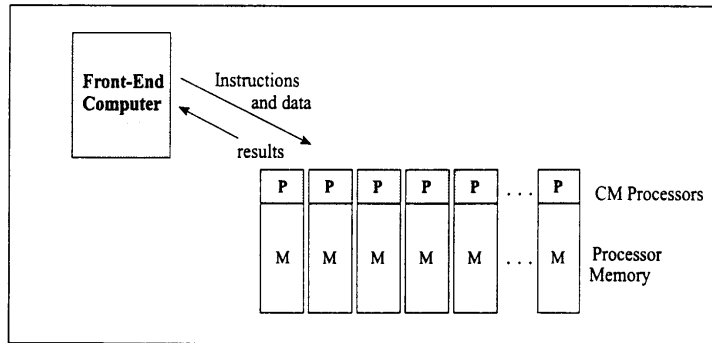 Front-End
Computer
Instructions
and data
results
P P P P P . . . P
CM Processors
M M M M M . . . M
Processor
Memory